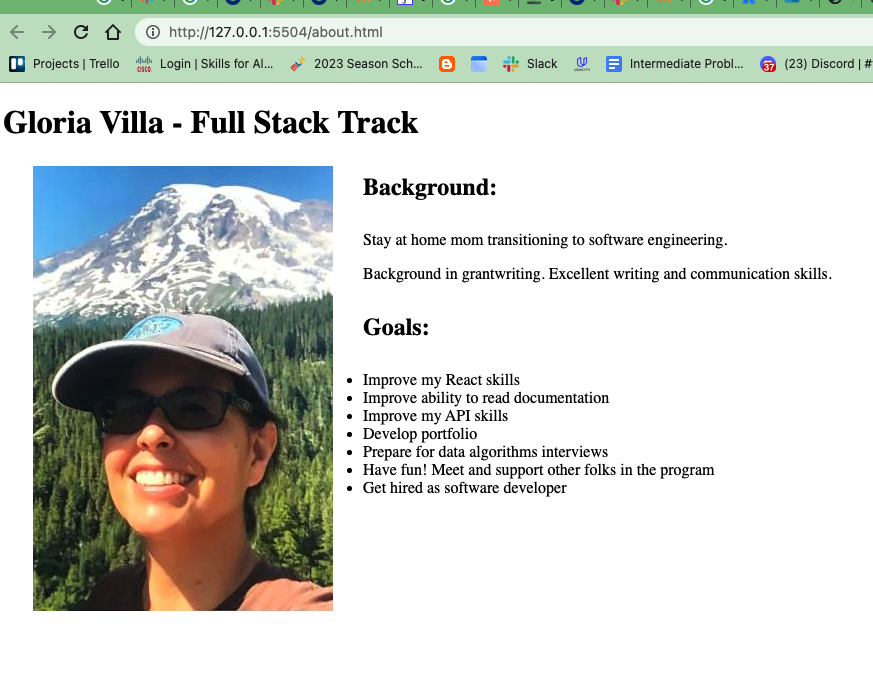 http://127.0.0.1:5504/about.html
Projects | Trello
CISCO
Login | Skills for Al...
2023 Season Sch...
Slack
UDACITY
Intermediate Probl...
37
(23) Discord | #
Gloria Villa - Full Stack Track
Background:
Stay at home mom transitioning to software engineering.
Background in grantwriting. Excellent writing and communication skills.
Goals:
• Improve my React skills
• Improve ability to read documentation
• Improve my API skills
• Develop portfolio
• Prepare for data algorithms interviews
• Have fun! Meet and support other folks in the program
• Get hired as software developer